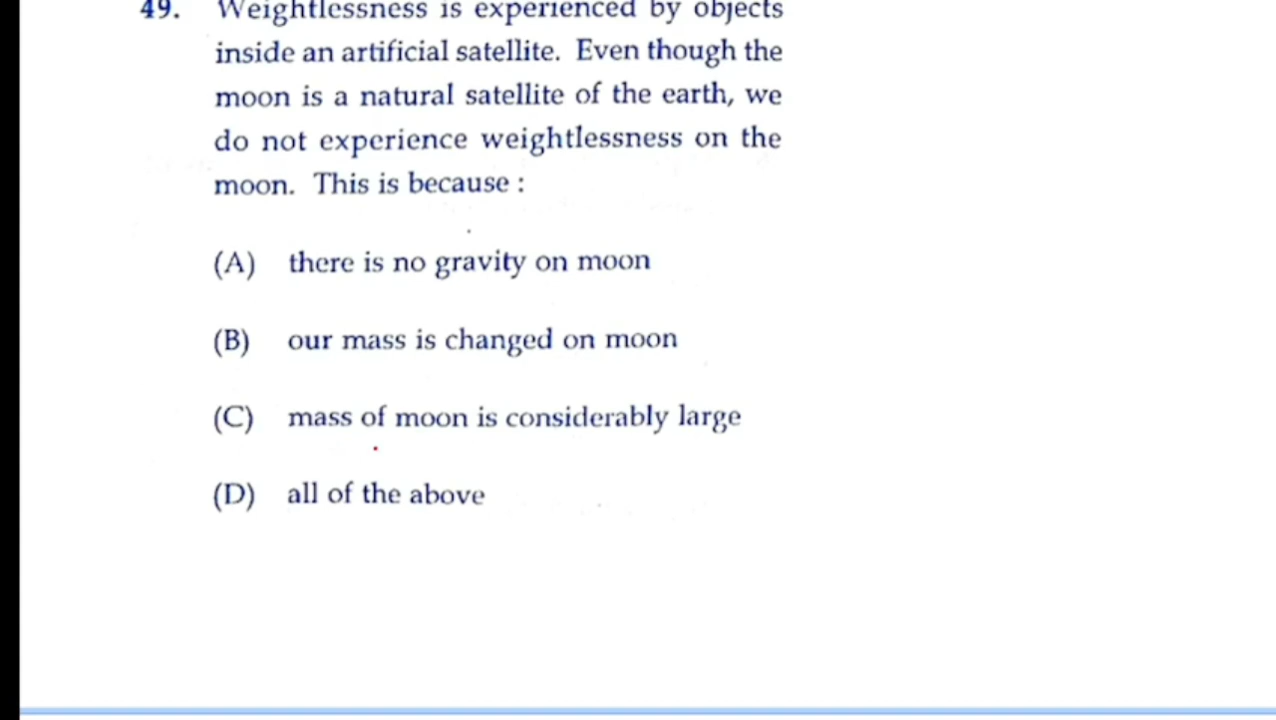 49. Weightlessness is experienced by objects
inside an artificial satellite. Even though the
moon is a natural satellite of the earth, we
do not experience weightlessness on the
moon. This is because :
(A) there is no gravity on moon
(B) our mass is changed on moon
(C) mass of moon is considerably large
(D) all of the above